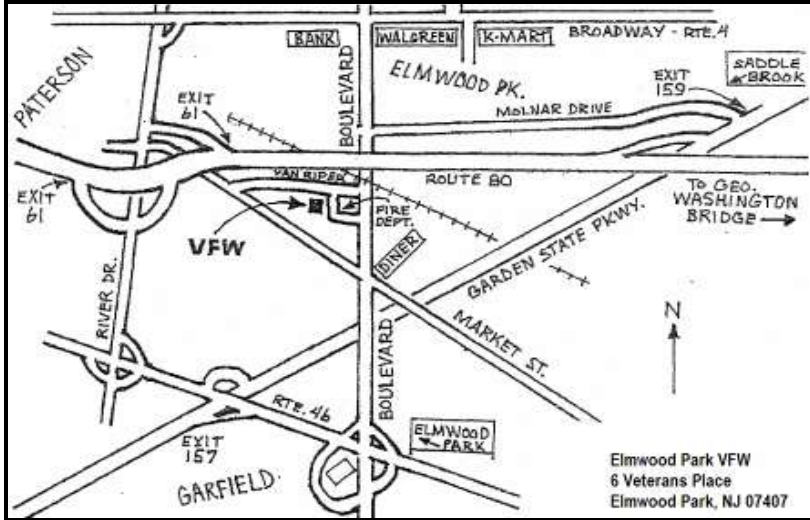 BANK
WALGREEN
K-MART
BROADWAY - RTE.4
PATERSON
ELMWOOD PK.
SADDLE
BROOK
EXIT
159
EXIT
61
BOULEVARD
MOLNAR DRIVE
VAN RIPER
ROUTE 80
EXIT
61
TO GEO.
WASHINGTON
BRIDGE
FIRE
DEPT.
VFW
DINER
GARDEN STATE PKWY.
RIVER DR.
N
MARKET ST.
BOULEVARD
RTE. 46
ELMWOOD
PARK
EXIT
157
GARFIELD
Elmwood Park VFW
6 Veterans Place
Elmwood Park, NJ 07407